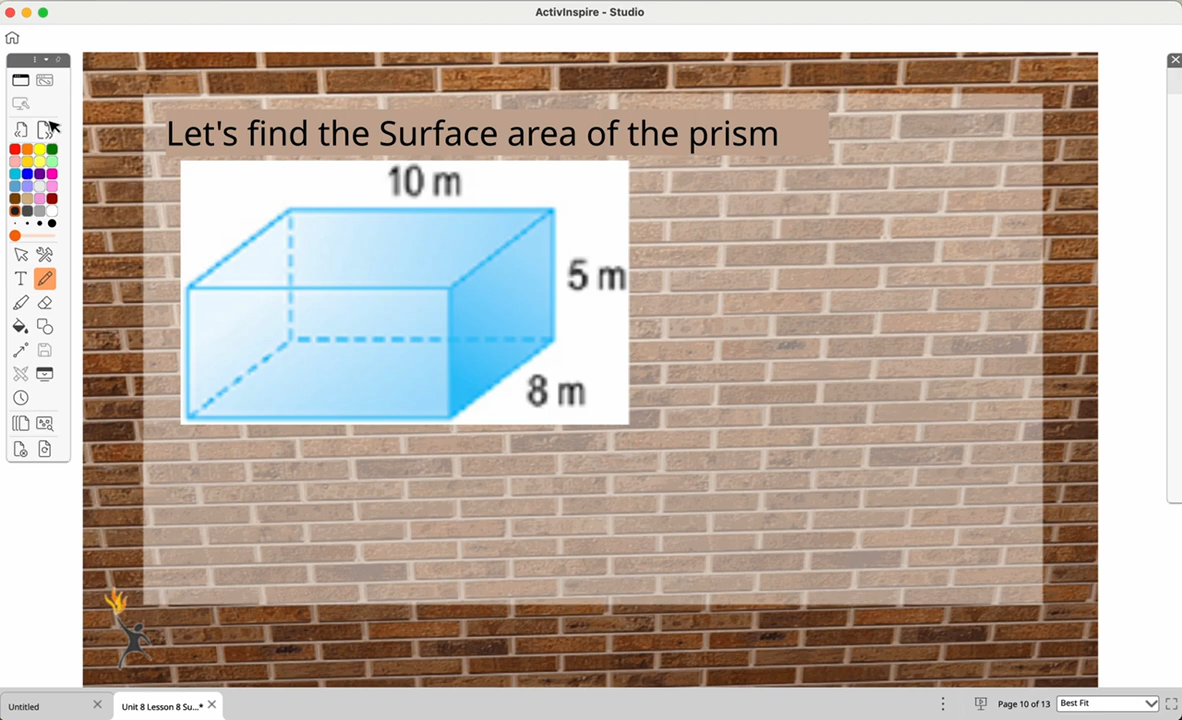 ActivInspire - Studio
Let's find the Surface area of the prism
10 m
5 m
8 m
T
Untitled
Unit 8 Lesson 8 Su...*
Page 10 of 13
Best Fit